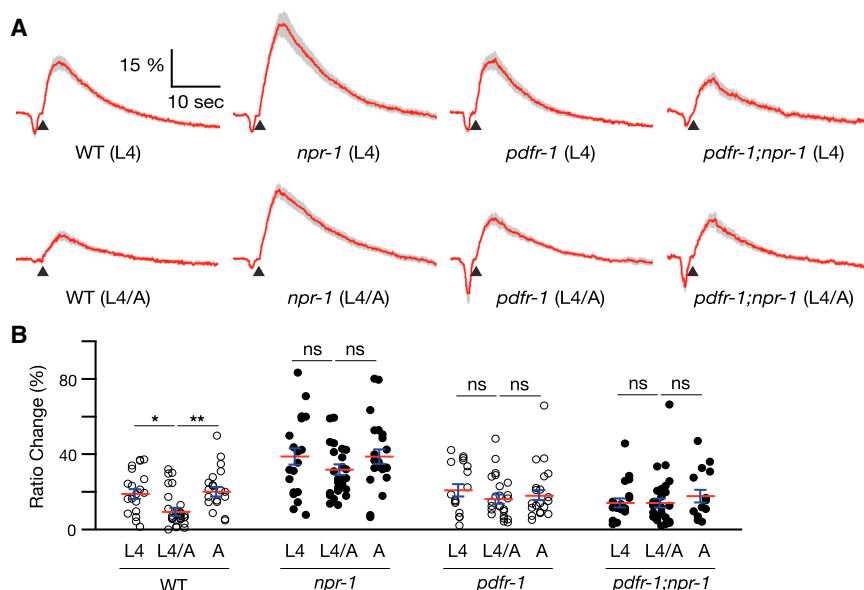 A
15 %
10 sec
WT (L4)
npr-1 (L4)
pdfr-1 (L4)
pdfr-1;npr-1 (L4)
WT (L4/A)
npr-1 (L4/A)
pdfr-1 (L4/A)
pdfr-1;npr-1 (L4/A)
B
Ratio Change (%)
80
40
0
* **
ns ns
ns ns
ns ns
L4 L4/A A L4 L4/A A L4 L4/A A L4 L4/A A
WT npr-1 pdfr-1 pdfr-1;npr-1